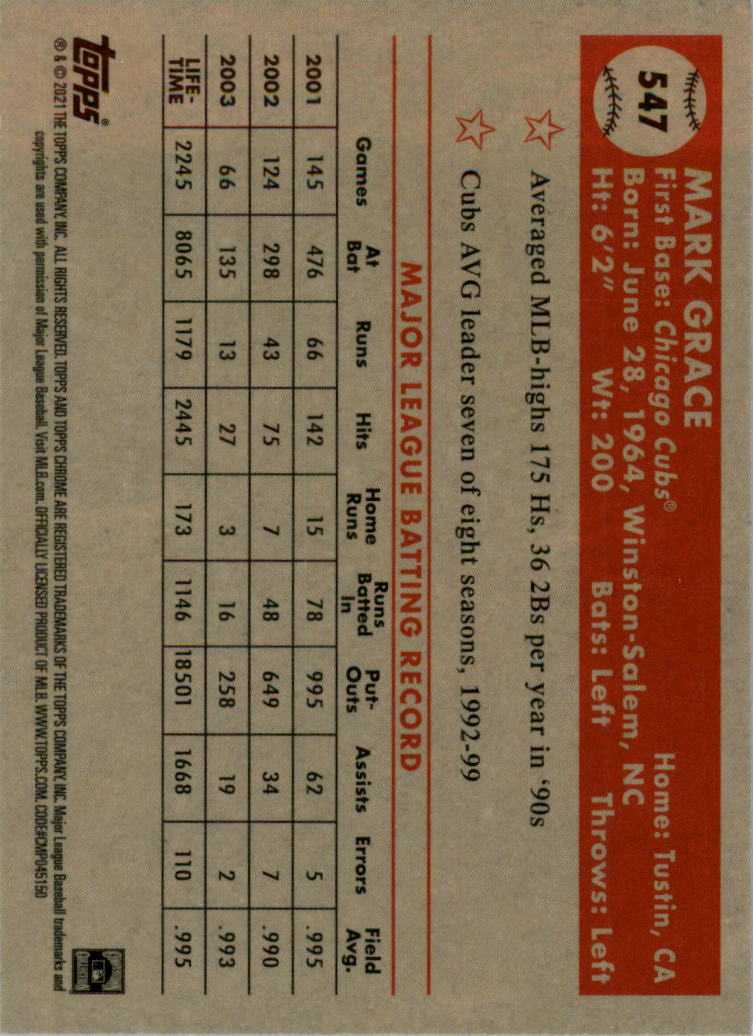 547
MARK GRACE
First Base: Chicago Cubs® Home: Tustin, CA
Born: June 28, 1964, Winston-Salem, NC
Ht: 6'2" Wt: 200 Bats: Left Throws: Left
Averaged MLB-highs 175 Hs, 36 2Bs per year in '90s
Cubs AVG leader seven of eight seasons, 1992-99
MAJOR LEAGUE BATTING RECORD
Games At Bat Runs Hits Home Runs Runs Batted In Put-Outs Assists Errors Field Avg.
2001 145 476 66 142 15 78 995 62 5 .995
2002 124 298 43 75 7 48 649 34 7 .990
2003 66 135 13 27 3 16 258 19 2 .993
LIFE-TIME 2245 8065 1179 2445 173 1146 18501 1668 110 .995
topps®
® & © 2021 THE TOPPS COMPANY, INC. ALL RIGHTS RESERVED. TOPPS AND TOPPS CHROME ARE REGISTERED TRADEMARKS OF THE TOPPS COMPANY, INC. Major League Baseball trademarks and
copyrights are used with permission of Major League Baseball. Visit MLB.com. OFFICIALLY LICENSED PRODUCT OF MLB. WWW.TOPPS.COM. CODE#CMP045150